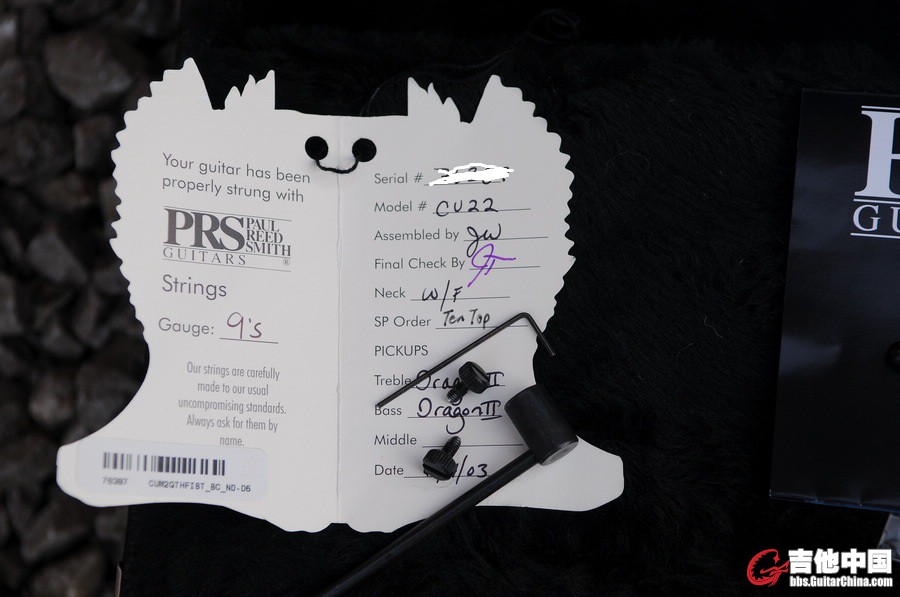 Your guitar has been
properly strung with
PRS PAUL
REED
SMITH
GUITARS ®
Strings
Gauge: 9's
Our strings are carefully
made to our usual
uncompromising standards.
Always ask for them by
name.
CUM2QTHFIBT_BC_ND-D6
Serial #
Model # CU22
Assembled by JW
Final Check By
Neck W/F
SP Order Ten Top
PICKUPS
Treble Dragon II
Bass Dragon II
Middle
Date /03
吉他中国
bbs.GuitarChina.com